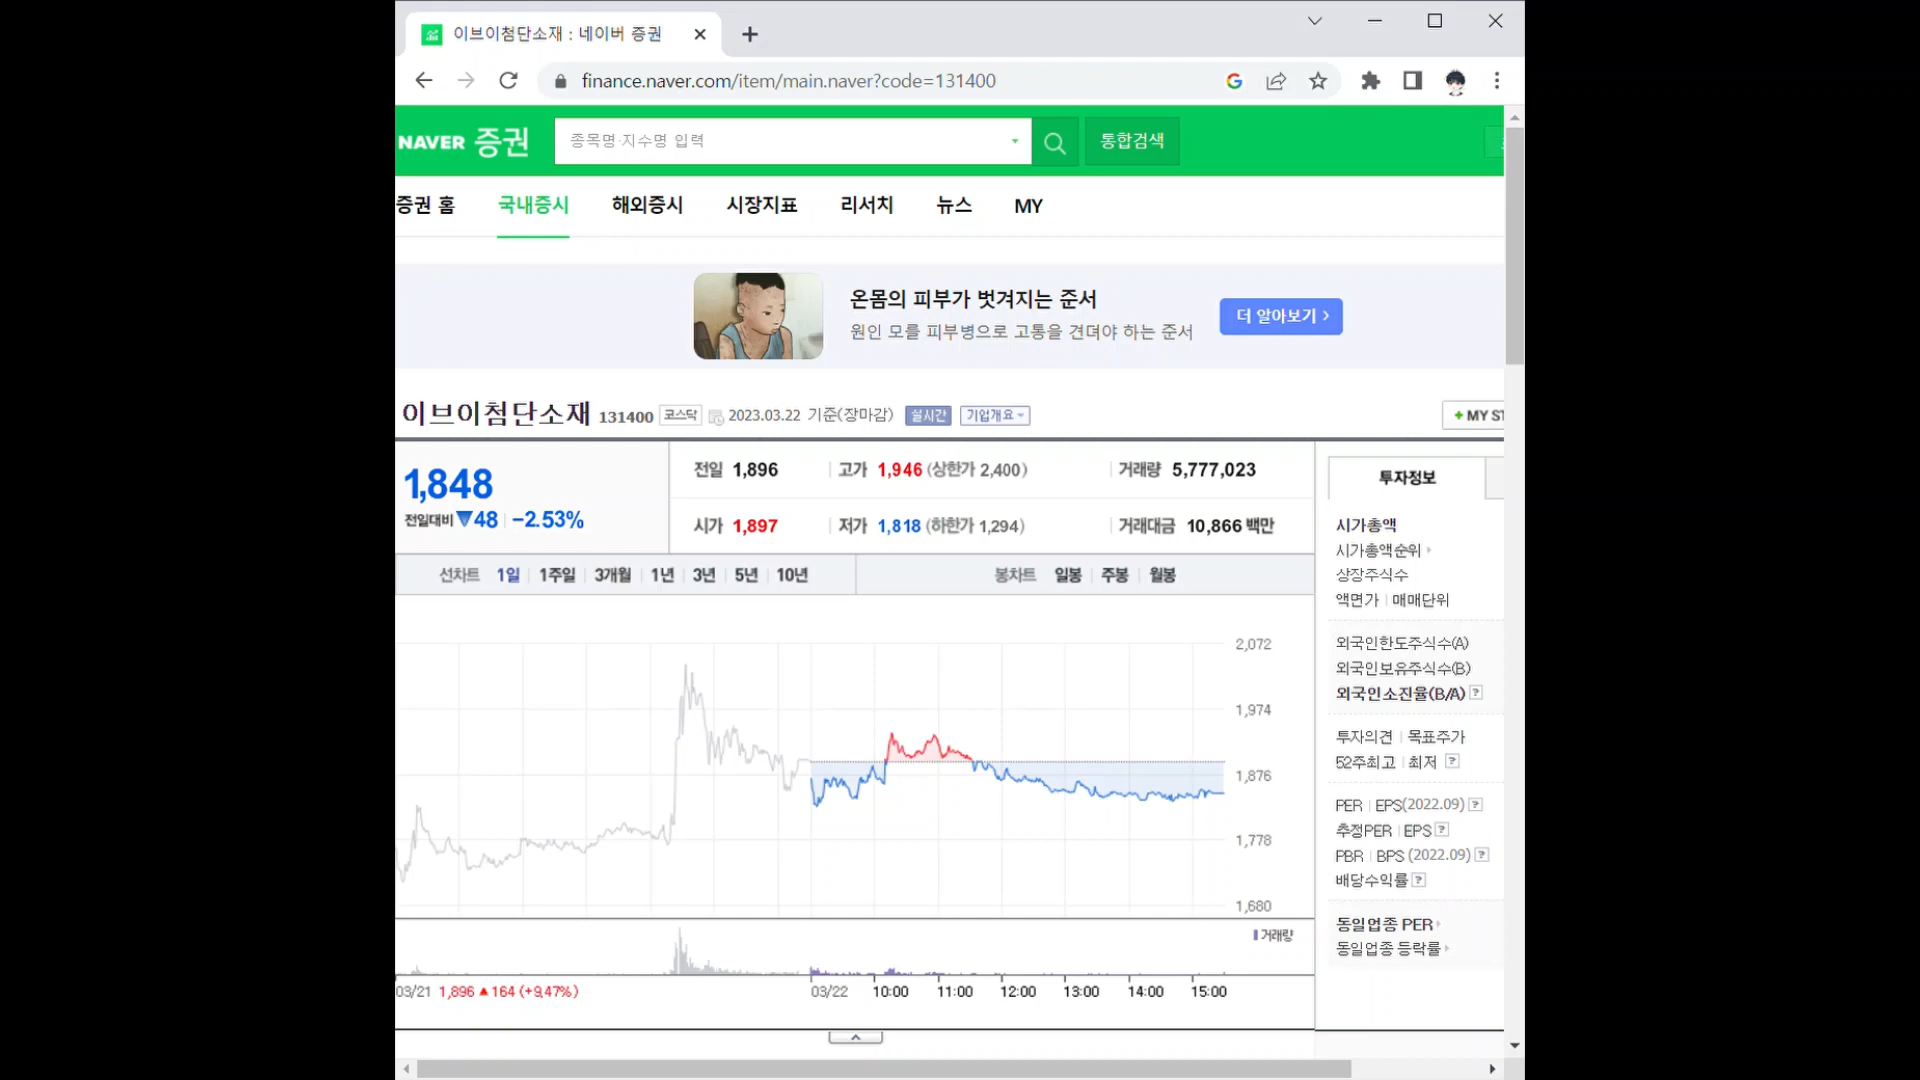 이브이첨단소재 : 네이버 증권
finance.naver.com/item/main.naver?code=131400
NAVER 증권
종목명·지수명 입력
통합검색
증권 홈 국내증시 해외증시 시장지표 리서치 뉴스 MY
온몸의 피부가 벗겨지는 준서
원인 모를 피부병으로 고통을 견뎌야 하는 준서
더 알아보기 >
이브이첨단소재 131400 코스닥 2023.03.22 기준(장마감) 실시간 기업개요
+ MY ST
1,848
전일대비 ▼48 -2.53%
전일 1,896 고가 1,946 (상한가 2,400) 거래량 5,777,023
시가 1,897 저가 1,818 (하한가 1,294) 거래대금 10,866 백만
선차트 1일 1주일 3개월 1년 3년 5년 10년 봉차트 일봉 주봉 월봉
2,072
1,974
1,876
1,778
1,680
거래량
03/21 1,896 ▲ 164 (+9.47%) 03/22 10:00 11:00 12:00 13:00 14:00 15:00
투자정보
시가총액
시가총액순위
상장주식수
액면가 | 매매단위
외국인한도주식수(A)
외국인보유주식수(B)
외국인소진율(B/A) ?
투자의견 | 목표주가
52주최고 | 최저 ?
PER | EPS(2022.09) ?
추정PER | EPS ?
PBR | BPS (2022.09) ?
배당수익률 ?
동일업종 PER
동일업종 등락률